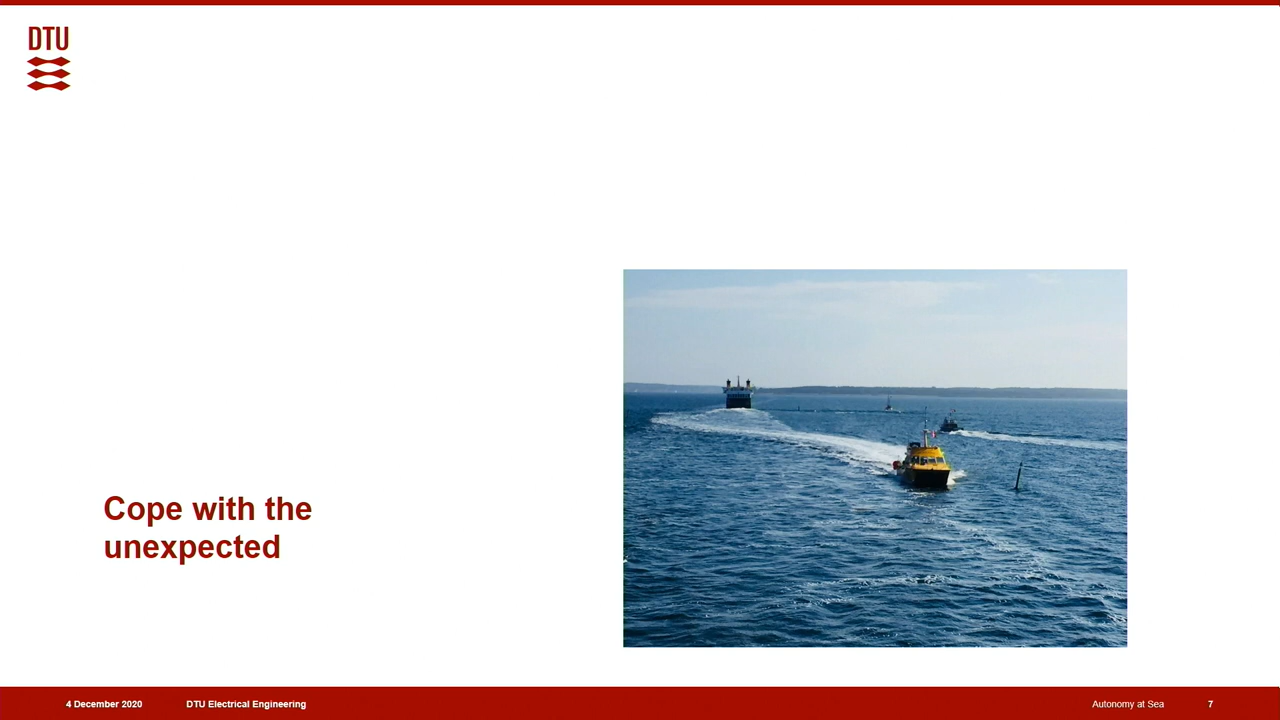 DTU
Cope with the
unexpected
4 December 2020 DTU Electrical Engineering Autonomy at Sea 7